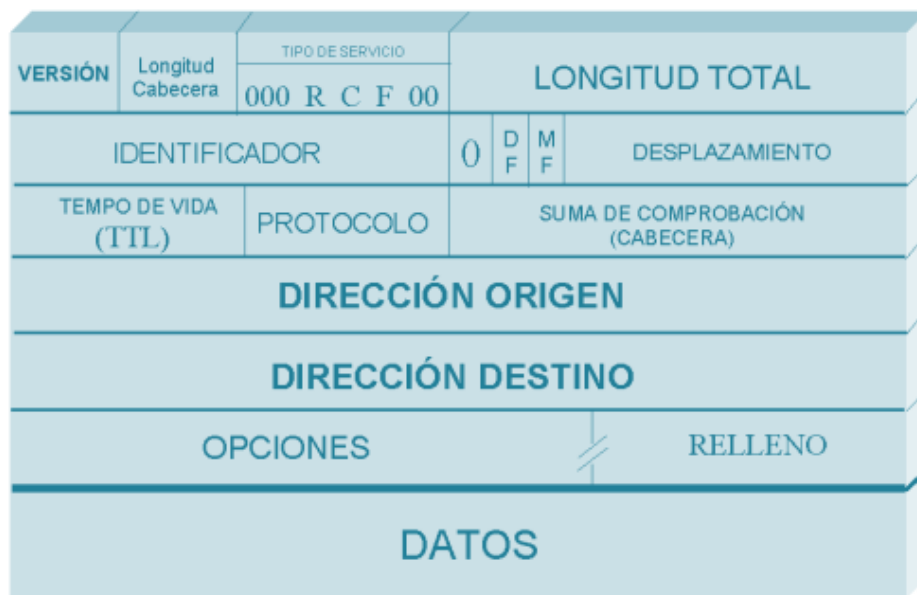 VERSIÓN
Longitud
Cabecera
TIPO DE SERVICIO
000 R C F 00
LONGITUD TOTAL
IDENTIFICADOR
0
D
F
M
F
DESPLAZAMIENTO
TEMPO DE VIDA
(TTL)
PROTOCOLO
SUMA DE COMPROBACIÓN
(CABECERA)
DIRECCIÓN ORIGEN
DIRECCIÓN DESTINO
OPCIONES
RELLENO
DATOS